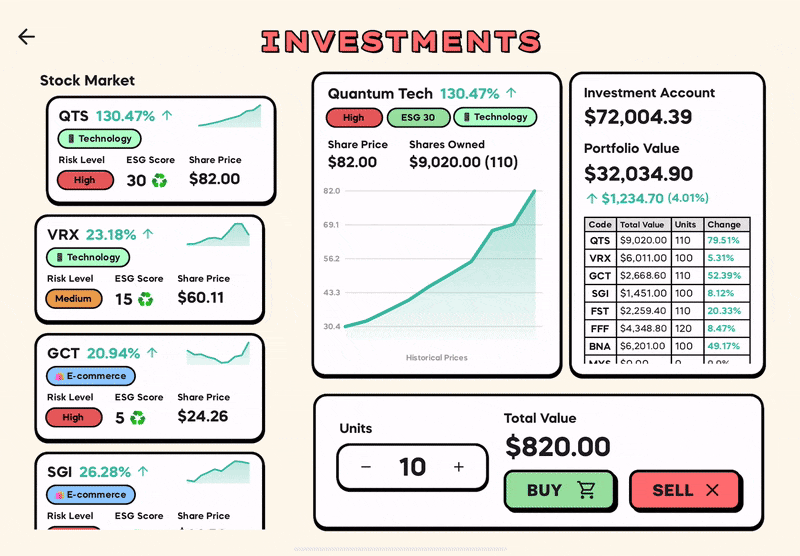 INVESTMENTS
Stock Market
QTS 130.47% ↑
Technology
Risk Level ESG Score Share Price
High 30 $82.00
VRX 23.18% ↑
Technology
Risk Level ESG Score Share Price
Medium 15 $60.11
GCT 20.94% ↑
E-commerce
Risk Level ESG Score Share Price
High 5 $24.26
SGI 26.28% ↑
E-commerce
Risk Level ESG Score Share Price
Quantum Tech 130.47% ↑
High ESG 30 Technology
Share Price Shares Owned
$82.00 $9,020.00 (110)
82.0
69.1
56.2
43.3
30.4
Historical Prices
Investment Account
$72,004.39
Portfolio Value
$32,034.90
↑ $1,234.70 (4.01%)
Code Total Value Units Change
QTS $9,020.00 110 79.51%
VRX $6,011.00 100 5.31%
GCT $2,668.60 110 52.39%
SGI $1,451.00 100 8.12%
FST $2,259.40 110 20.33%
FFF $4,348.80 120 8.47%
BNA $6,201.00 100 49.17%
Units
− 10 +
Total Value
$820.00
BUY SELL